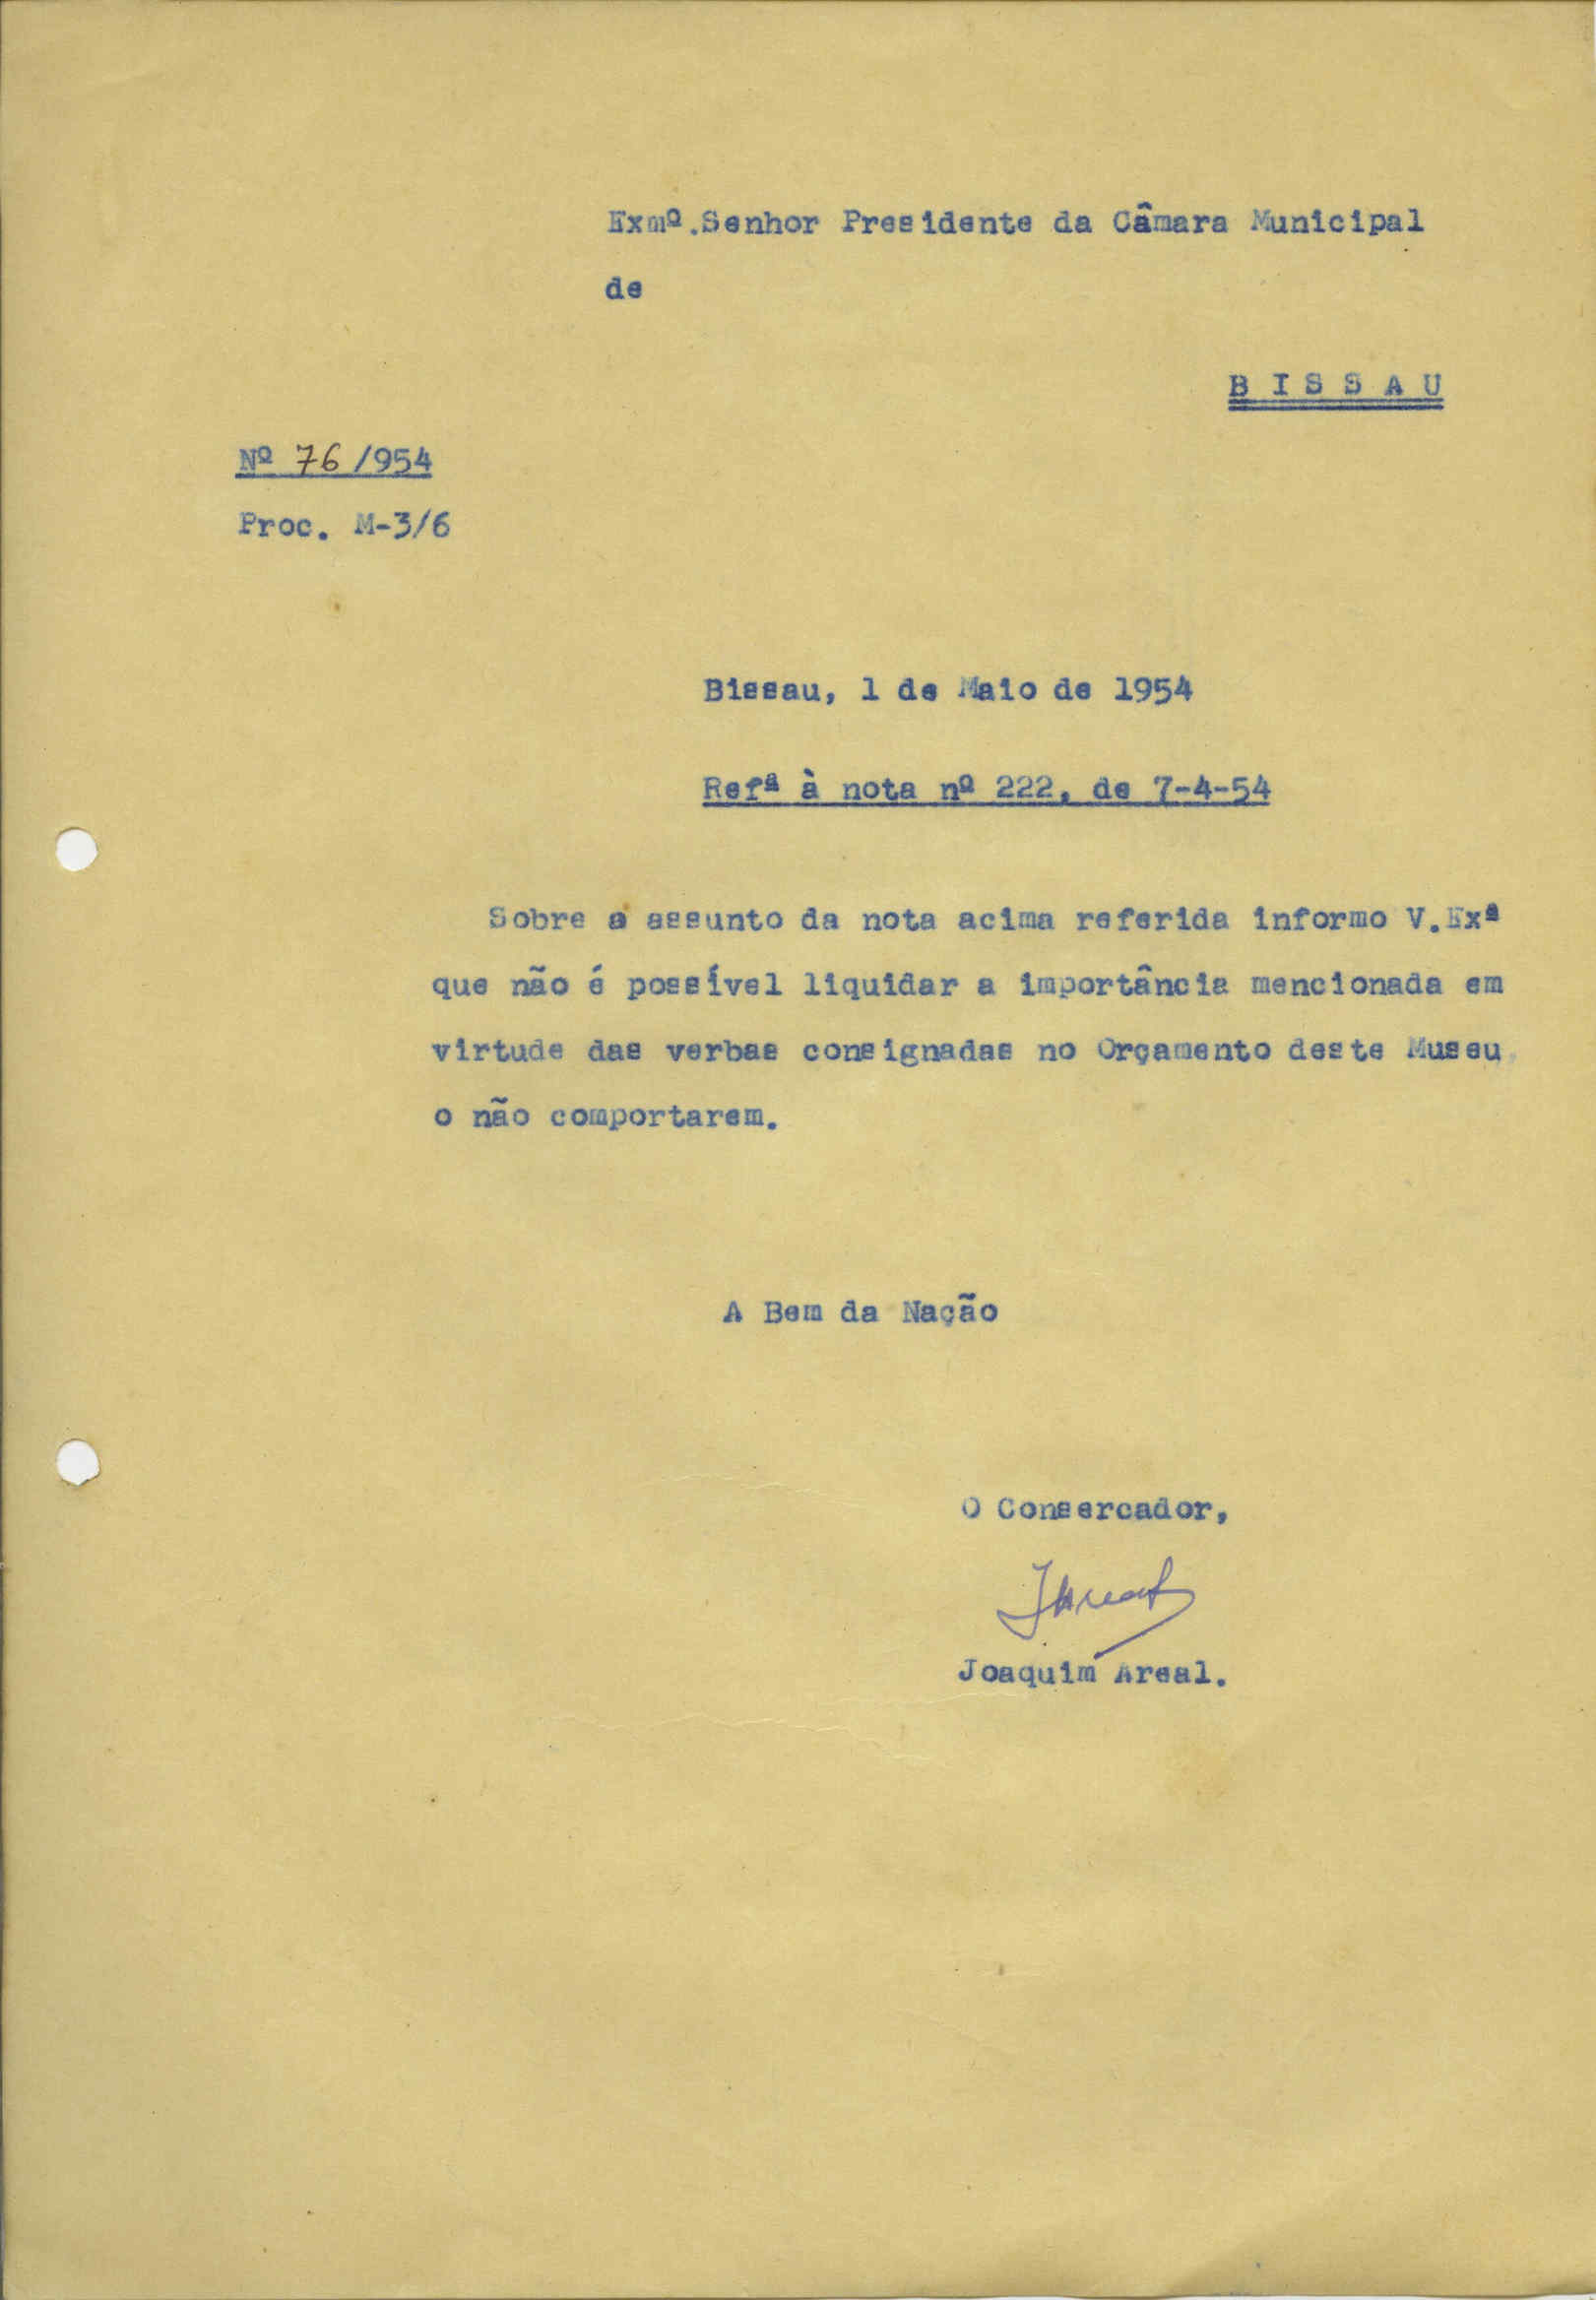 Exmº.Senhor Presidente da Câmara Municipal
de
B I S S A U
Nº 76/954
Proc. M-3/6
Bissau, 1 de Maio de 1954
Refª à nota nº 222, de 7-4-54
Sobre o assunto da nota acima referida informo V.Exª
que não é possível liquidar a importância mencionada em
virtude das verbas consignadas no Orçamento deste Museu
o não comportarem.
A Bem da Nação
O Consercador,
JAreal
Joaquim Areal.